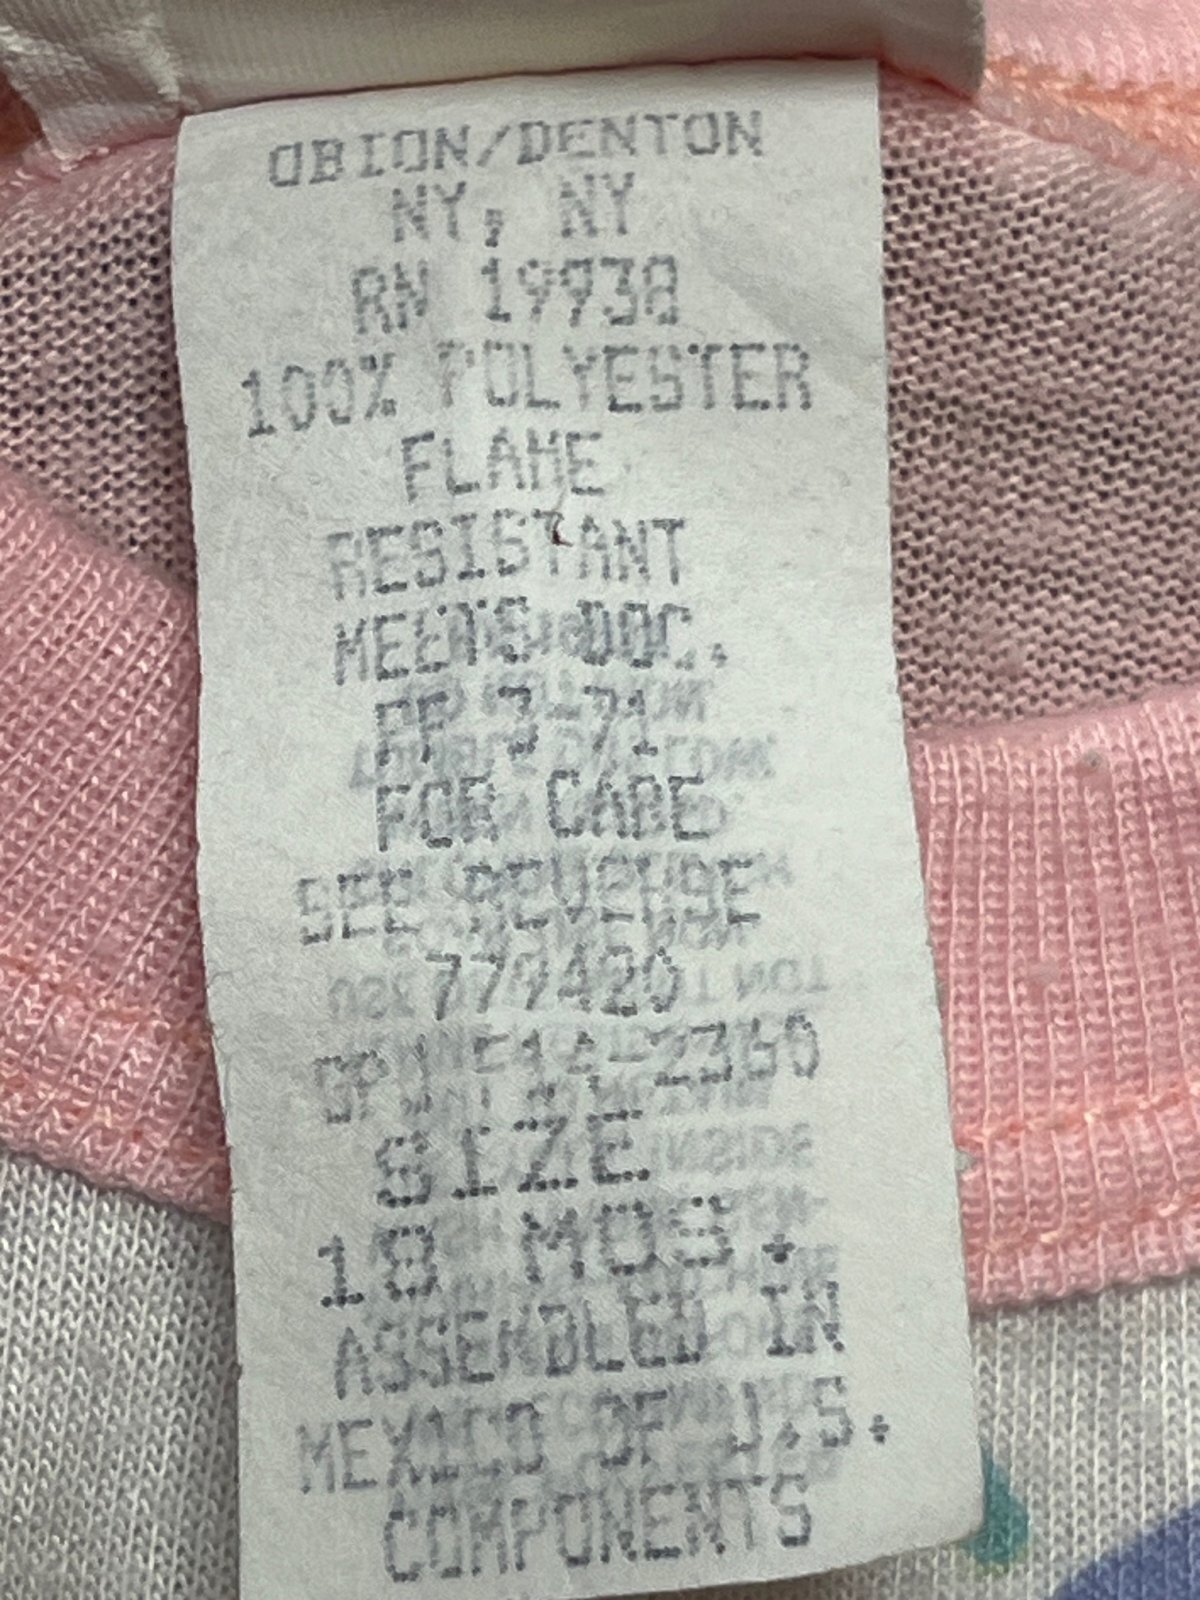 OBION/DENTON
NY, NY
RN 19938
100% POLYESTER
FLAME
RESISTANT
MEETS DOC.
FF 3 71
FOR CARE
SEE REVERSE
779420
SIZE
18 MOS.
ASSEMBLED IN
MEXICO OF U.S.
COMPONENTS